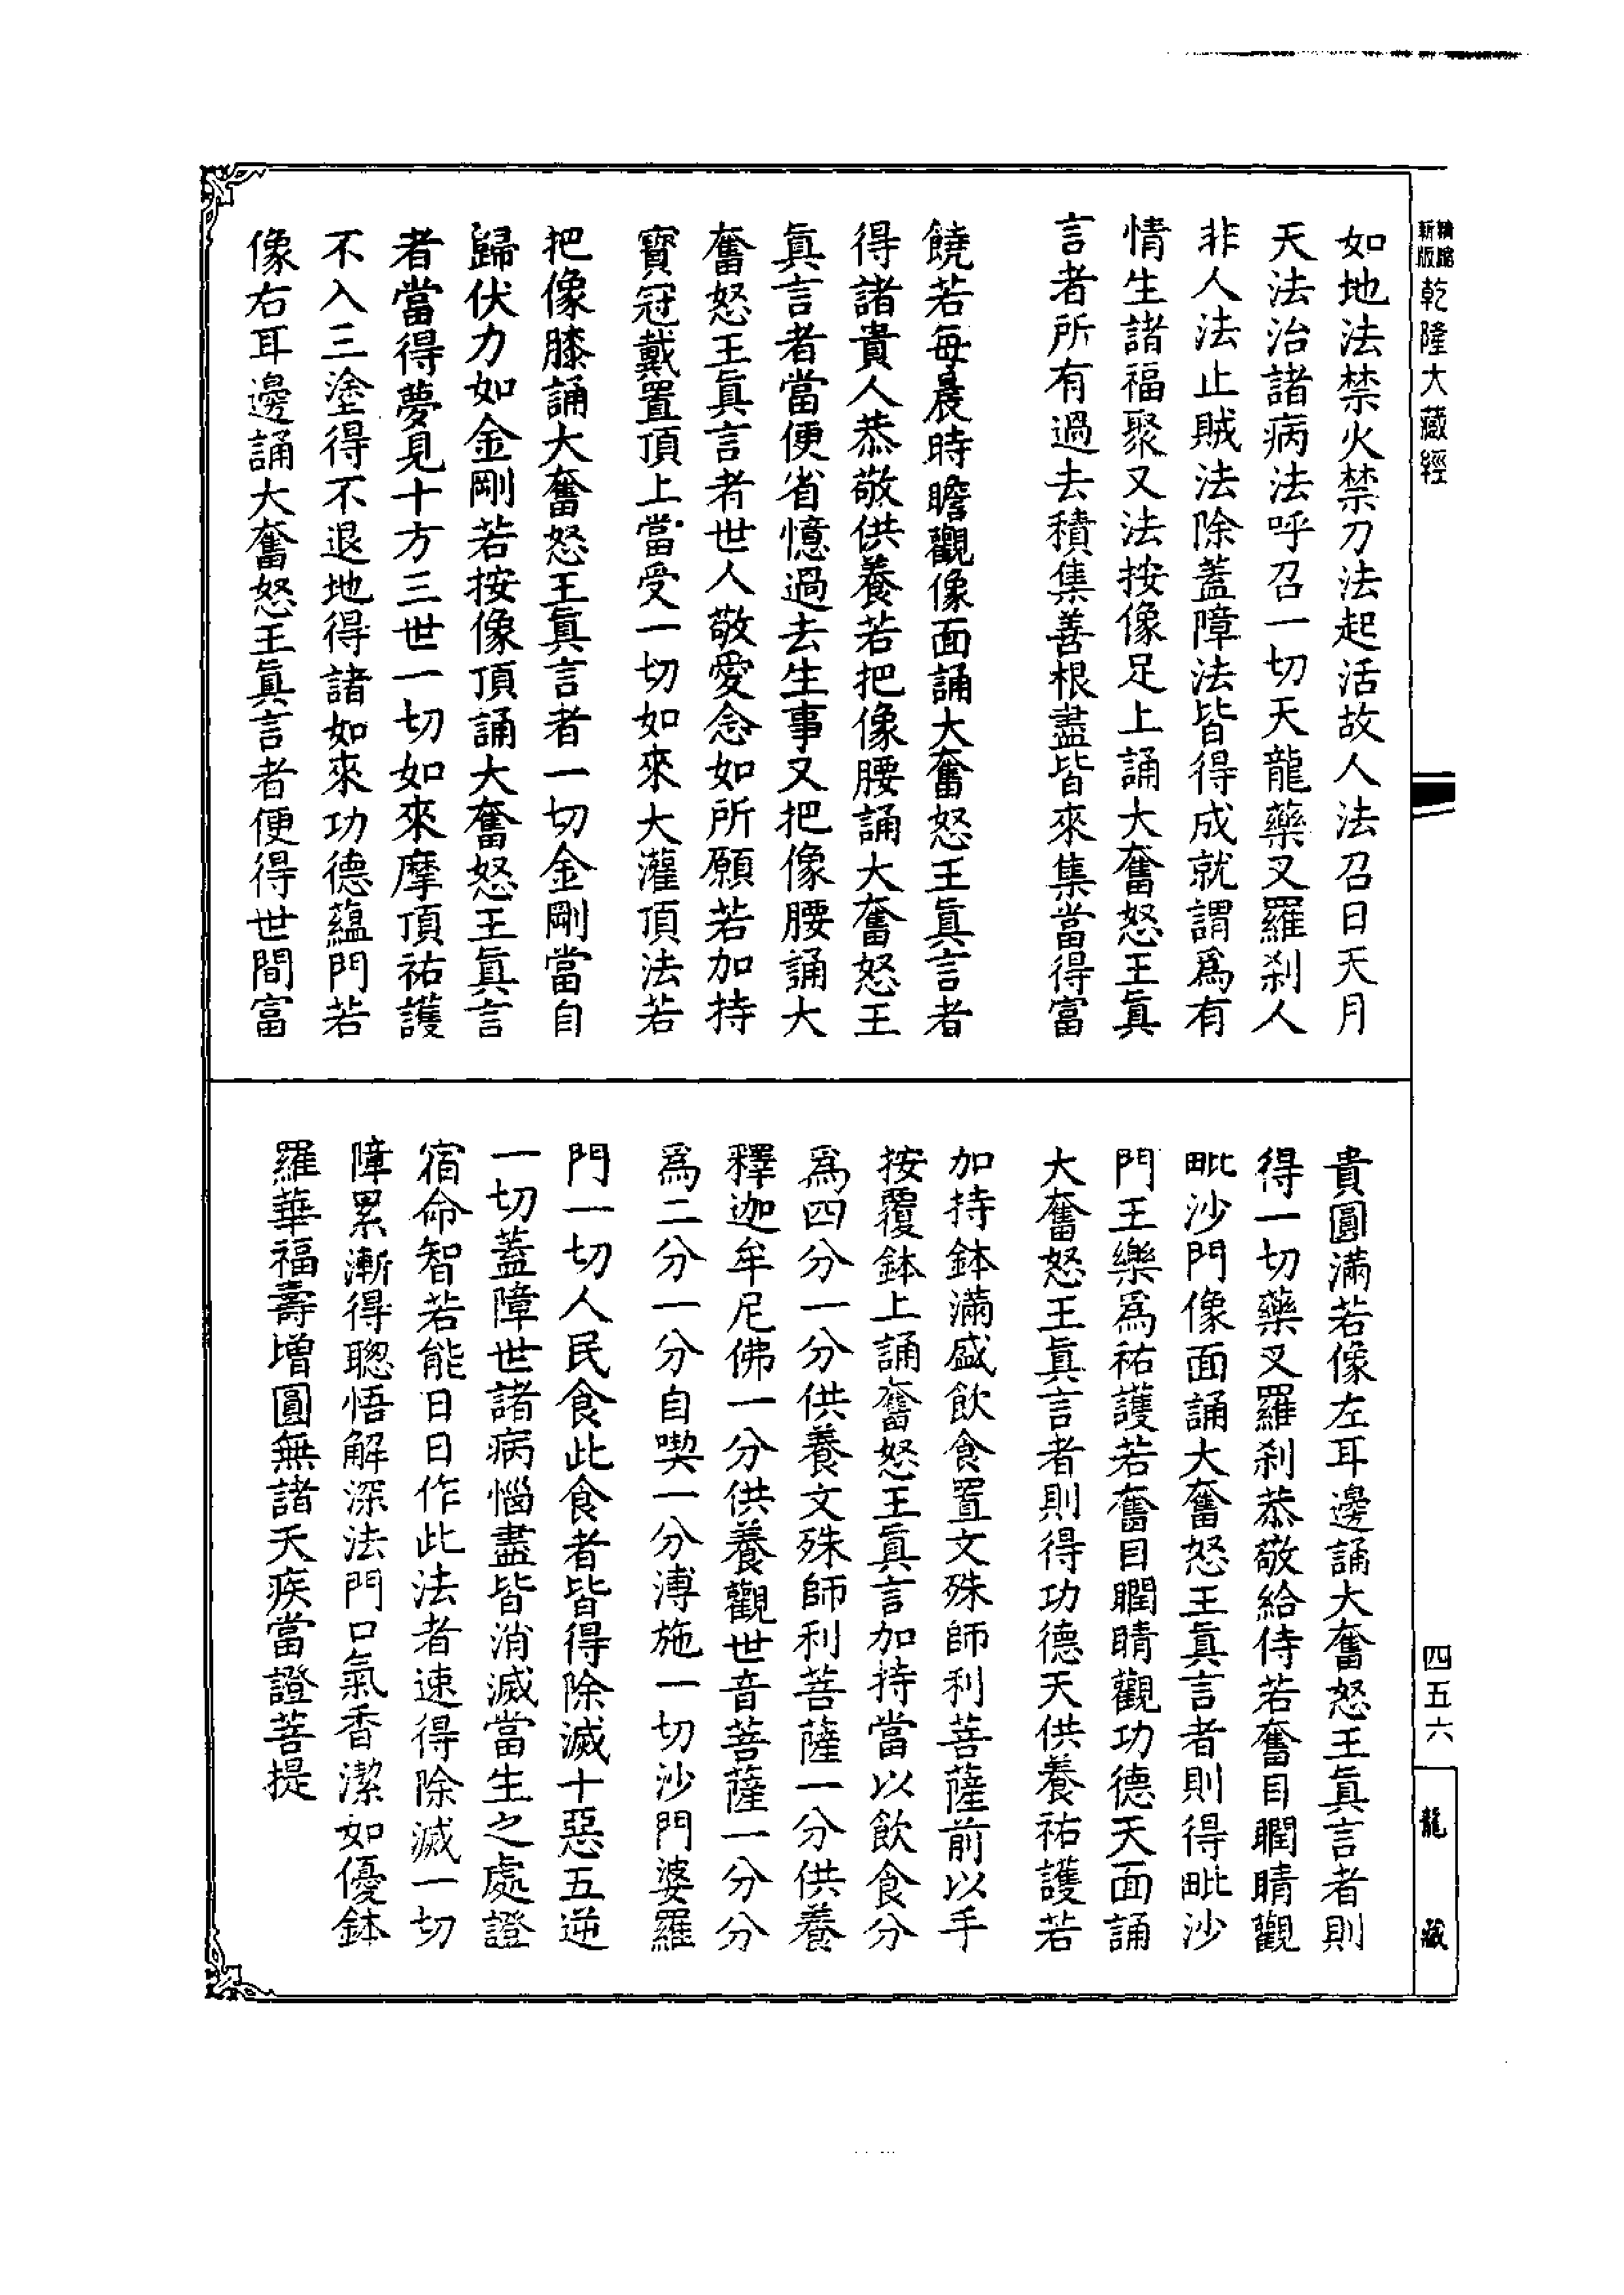 精縮
新版
乾隆大藏經
如地法禁火禁刀法起活故人法召日天月
天法治諸病法呼召一切天龍藥叉羅剎人
非人法止賊法除蓋障法皆得成就謂爲有
情生諸福聚又法按像足上誦大奮怒王眞
言者所有過去積集善根盡皆來集當得富
饒若每晨時瞻觀像面誦大奮怒王眞言者
得諸貴人恭敬供養若把像腰誦大奮怒王
眞言者當便省憶過去生事又把像腰誦大
奮怒王眞言者世人敬愛念如所願若加持
寶冠戴置頂上當受一切如來大灌頂法若
把像膝誦大奮怒王眞言者一切金剛當自
歸伏力如金剛若按像頂誦大奮怒王眞言
者當得夢見十方三世一切如來摩頂祐護
不入三塗得不退地得諸如來功德蘊門若
像右耳邊誦大奮怒王眞言者便得世間富
貴圓滿若像左耳邊誦大奮怒王眞言者則
得一切藥叉羅剎恭敬給侍若奮目瞤睛觀
毗沙門像面誦大奮怒王眞言者則得毗沙
門王樂爲祐護若奮目瞤睛觀功德天面誦
大奮怒王眞言者則得功德天供養祐護若
加持鉢滿盛飲食置文殊師利菩薩前以手
按覆鉢上誦奮怒王眞言加持當以飲食分
爲四分一分供養文殊師利菩薩一分供養
釋迦牟尼佛一分供養觀世音菩薩一分分
爲二分一分自喫一分溥施一切沙門婆羅
門一切人民食此食者皆得除滅十惡五逆
一切蓋障世諸病惱盡皆消滅當生之處證
宿命智若能日日作此法者速得除滅一切
障累漸得聰悟解深法門口氣香潔如優鉢
羅華福壽增圓無諸夭疾當證菩提
四五六
龍藏